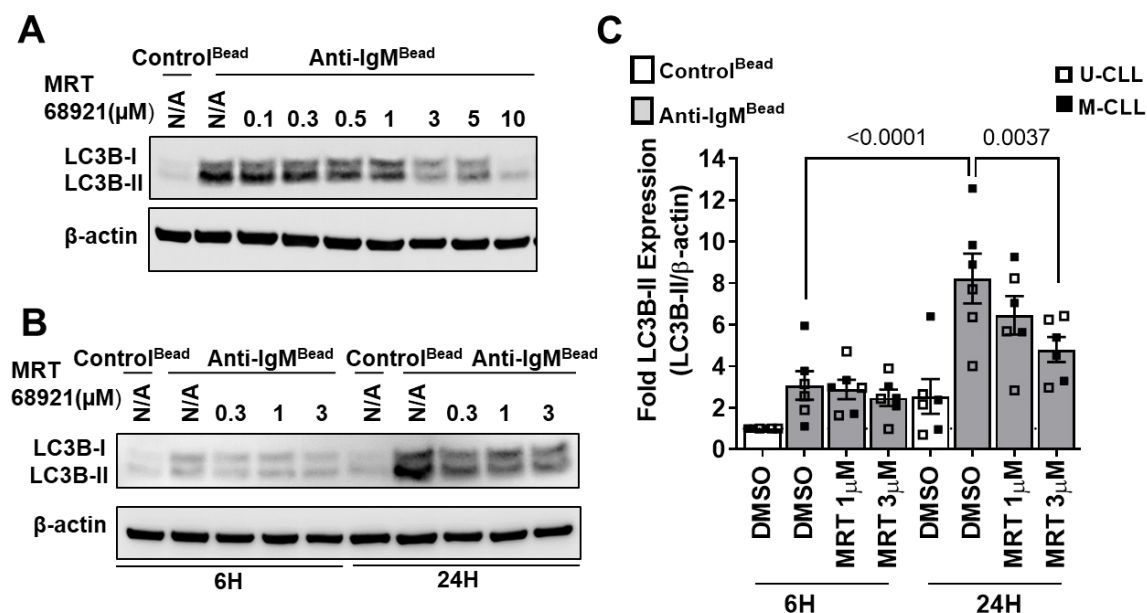 A
Control^Bead Anti-IgM^Bead
MRT
68921(μM) N/A N/A 0.1 0.3 0.5 1 3 5 10
LC3B-I
LC3B-II
β-actin
B
Control^Bead Anti-IgM^Bead Control^Bead Anti-IgM^Bead
MRT
68921(μM) N/A N/A 0.3 1 3 N/A N/A 0.3 1 3
LC3B-I
LC3B-II
β-actin
6H 24H
C
Control^Bead
Anti-IgM^Bead
U-CLL
M-CLL
<0.0001 0.0037
Fold LC3B-II Expression
(LC3B-II/β-actin)
14
12
10
8
6
4
2
0
DMSO
DMSO
MRT 1μM
MRT 3μM
DMSO
DMSO
MRT 1μM
MRT 3μM
6H 24H